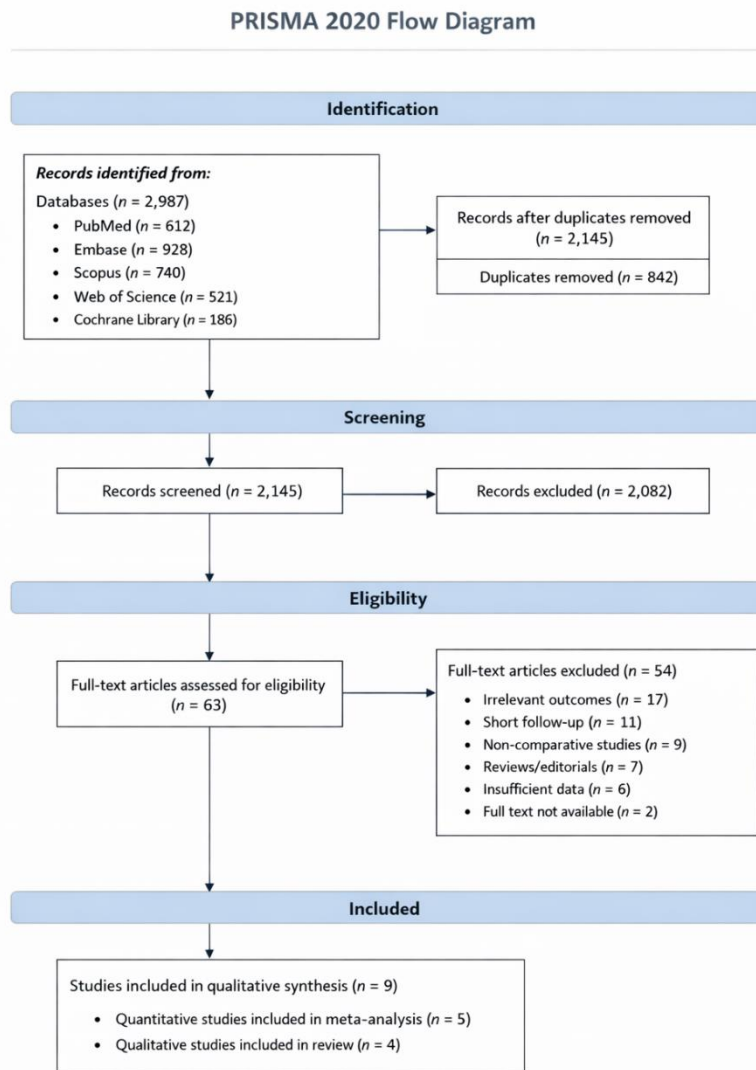 PRISMA 2020 Flow Diagram
Identification
Records identified from:
Databases (n = 2,987)
• PubMed (n = 612)
• Embase (n = 928)
• Scopus (n = 740)
• Web of Science (n = 521)
• Cochrane Library (n = 186)
Records after duplicates removed
(n = 2,145)
Duplicates removed (n = 842)
Screening
Records screened (n = 2,145)
Records excluded (n = 2,082)
Eligibility
Full-text articles assessed for eligibility
(n = 63)
Full-text articles excluded (n = 54)
• Irrelevant outcomes (n = 17)
• Short follow-up (n = 11)
• Non-comparative studies (n = 9)
• Reviews/editorials (n = 7)
• Insufficient data (n = 6)
• Full text not available (n = 2)
Included
Studies included in qualitative synthesis (n = 9)
• Quantitative studies included in meta-analysis (n = 5)
• Qualitative studies included in review (n = 4)